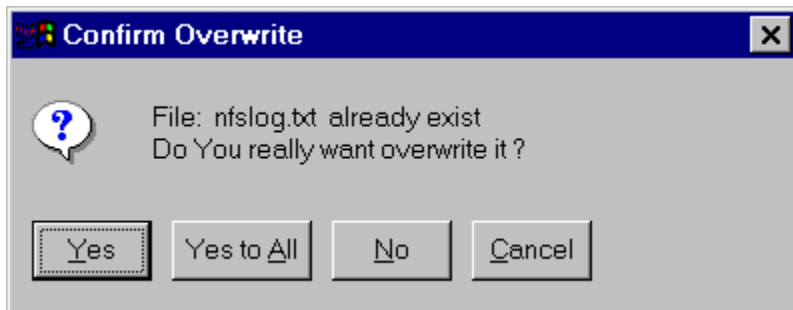 Confirm Overwrite
File: nfslog.txt already exist
Do You really want overwrite it ?
Yes Yes to All No Cancel